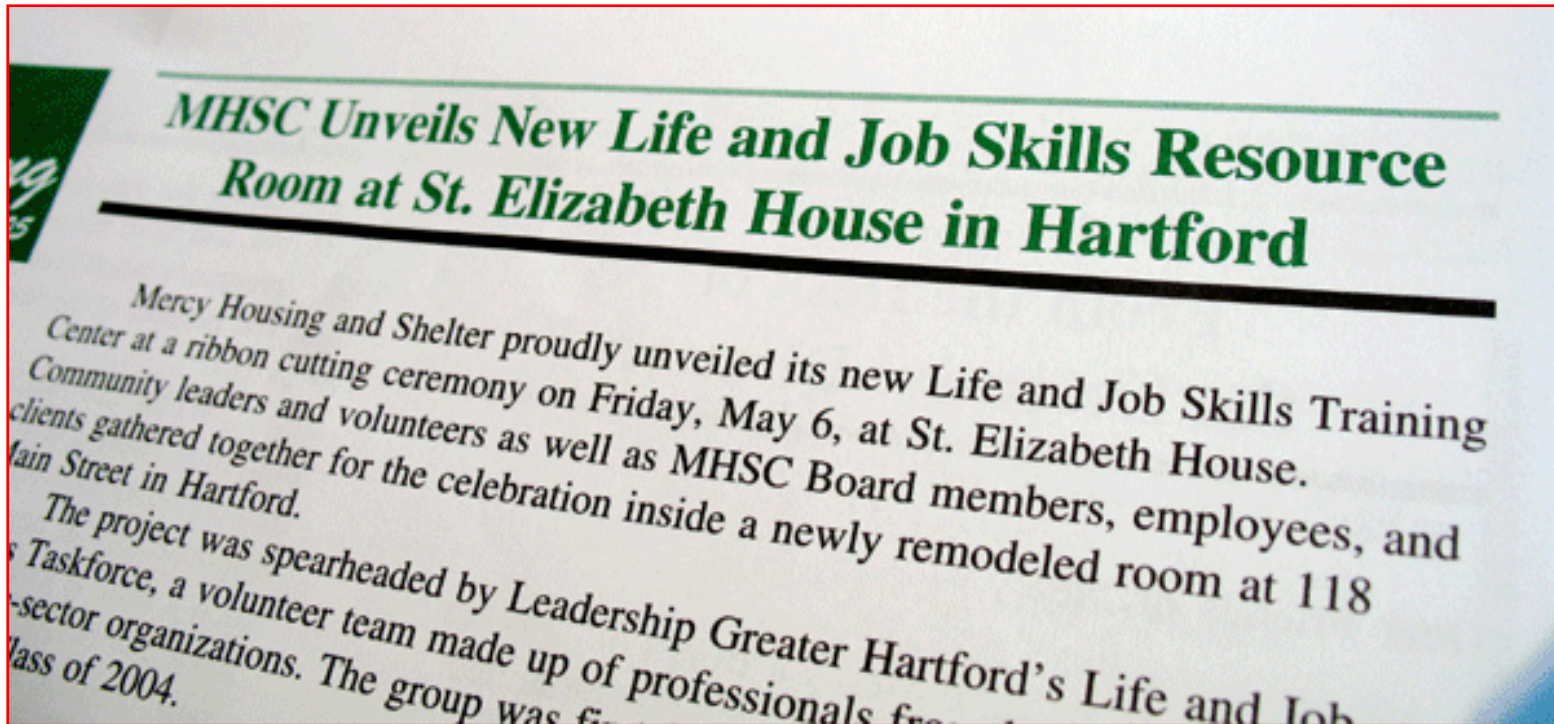 MHSC Unveils New Life and Job Skills Resource
Room at St. Elizabeth House in Hartford
Mercy Housing and Shelter proudly unveiled its new Life and Job Skills Training
Center at a ribbon cutting ceremony on Friday, May 6, at St. Elizabeth House.
Community leaders and volunteers as well as MHSC Board members, employees, and
clients gathered together for the celebration inside a newly remodeled room at 118
Main Street in Hartford.
The project was spearheaded by Leadership Greater Hartford's Life and Job
Taskforce, a volunteer team made up of professionals
-sector organizations. The group was
of 2004.